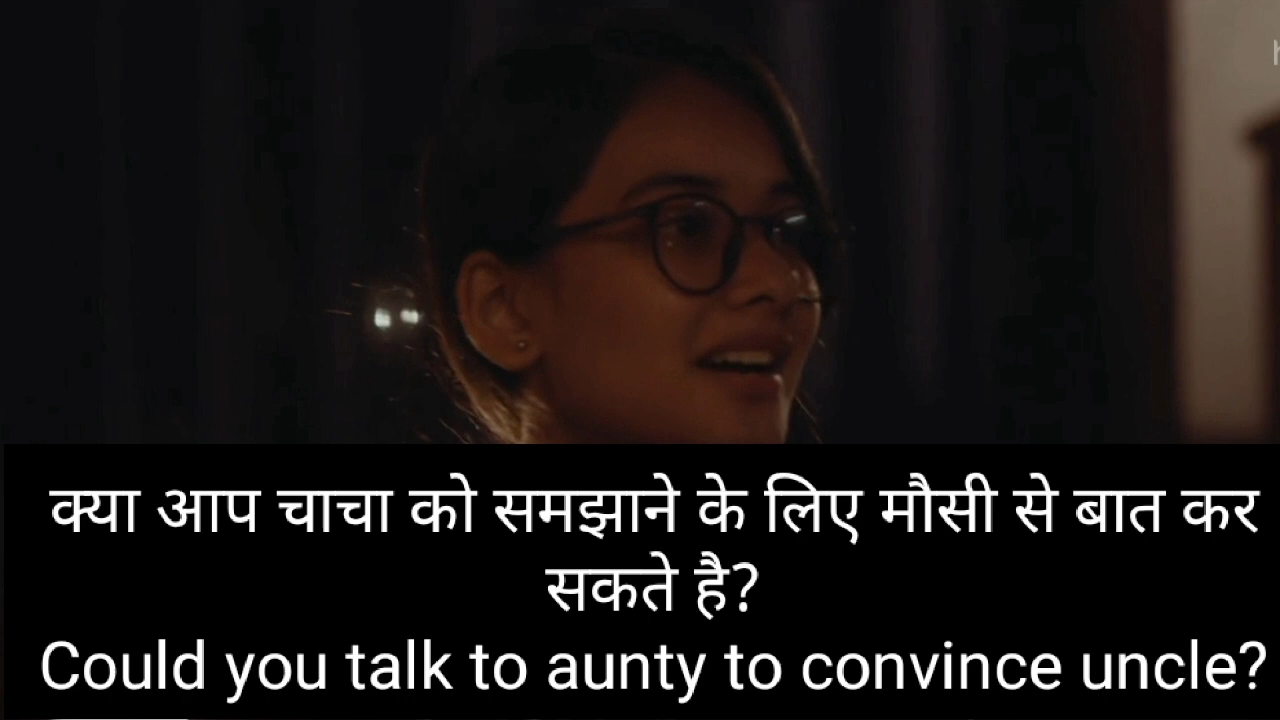 क्या आप चाचा को समझाने के लिए मौसी से बात कर
सकते है?
Could you talk to aunty to convince uncle?